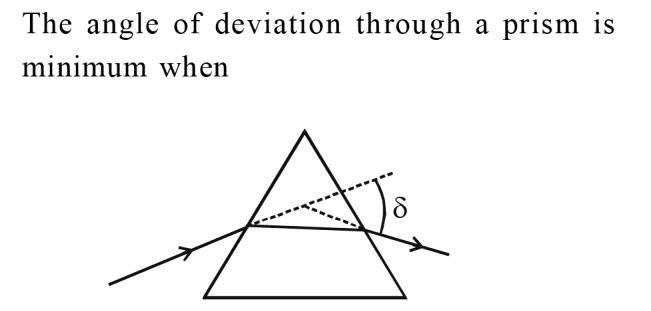 The angle of deviation through a prism is
minimum when
δ